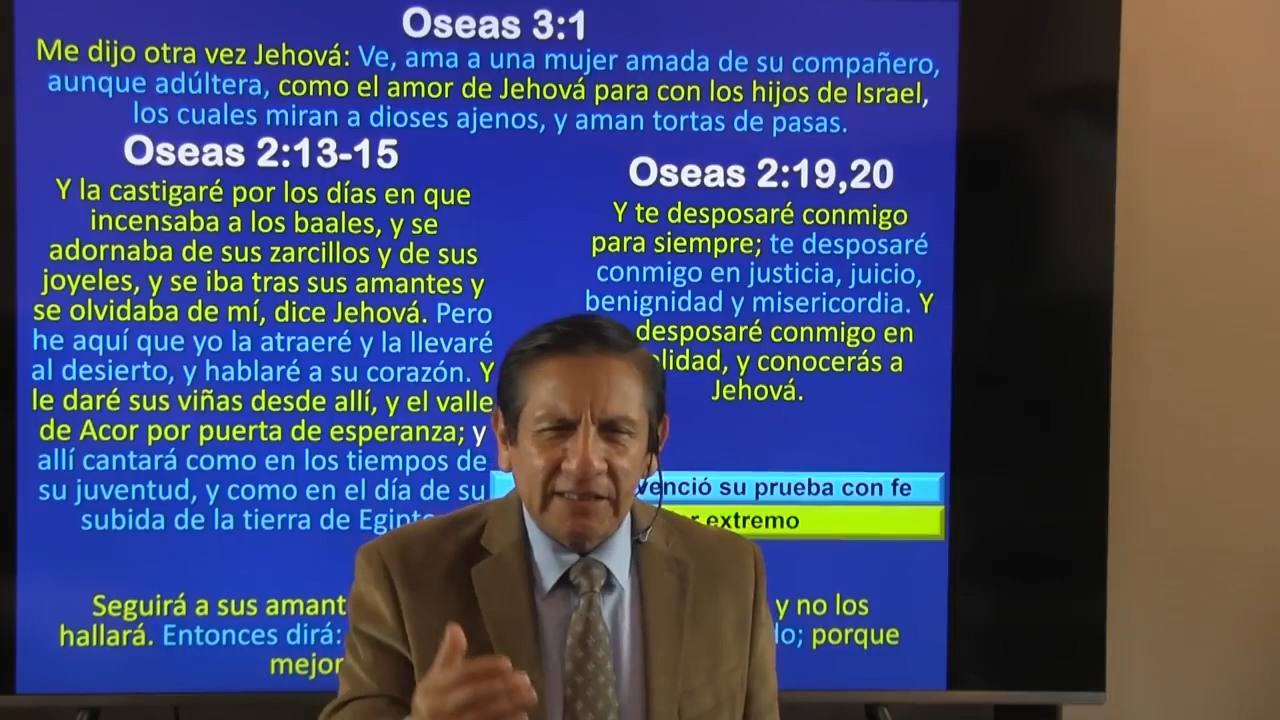 Oseas 3:1
Me dijo otra vez Jehová: Ve, ama a una mujer amada de su compañero,
aunque adúltera, como el amor de Jehová para con los hijos de Israel,
los cuales miran a dioses ajenos, y aman tortas de pasas.
Oseas 2:13-15
Y la castigaré por los días en que
incensaba a los baales, y se
adornaba de sus zarcillos y de sus
joyeles, y se iba tras sus amantes y
se olvidaba de mí, dice Jehová. Pero
he aquí que yo la atraeré y la llevaré
al desierto, y hablaré a su corazón. Y
le daré sus viñas desde allí, y el valle
de Acor por puerta de esperanza; y
allí cantará como en los tiempos de
su juventud, y como en el día de su
subida de la tierra de
Oseas 2:19,20
Y te desposaré conmigo
para siempre; te desposaré
conmigo en justicia, juicio,
benignidad y misericordia. Y
desposaré conmigo en
y conocerás a
Jehová.
venció su prueba con fe
extremo
Seguirá a sus y no los
hallará. Entonces dirá: porque